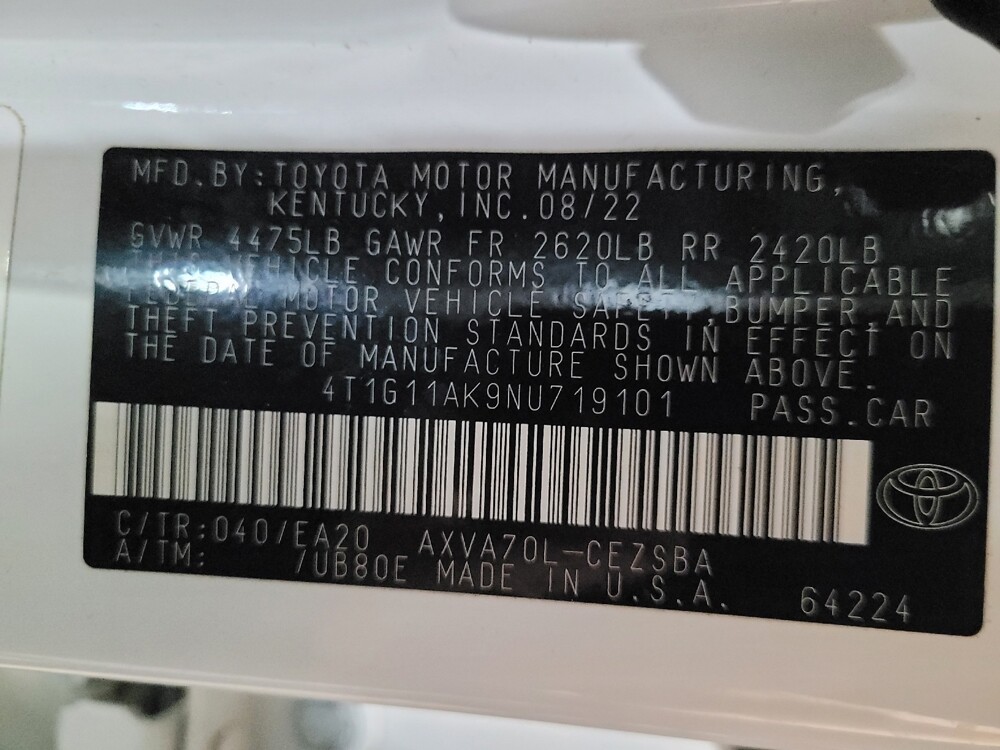 MFD.BY:TOYOTA MOTOR MANUFACTURING,
KENTUCKY,INC.08/22
GVWR 4475LB GAWR FR 2620LB RR 2420LB
THIS VEHICLE CONFORMS TO ALL APPLICABLE
FEDERAL MOTOR VEHICLE SAFETY,BUMPER,AND
THEFT PREVENTION STANDARDS IN EFFECT ON
THE DATE OF MANUFACTURE SHOWN ABOVE.
4T1G11AK9NU719101 PASS.CAR
C/TR:040/EA20 AXVA70L-CEZSBA
A/TM: /UB80E MADE IN U.S.A. 64224